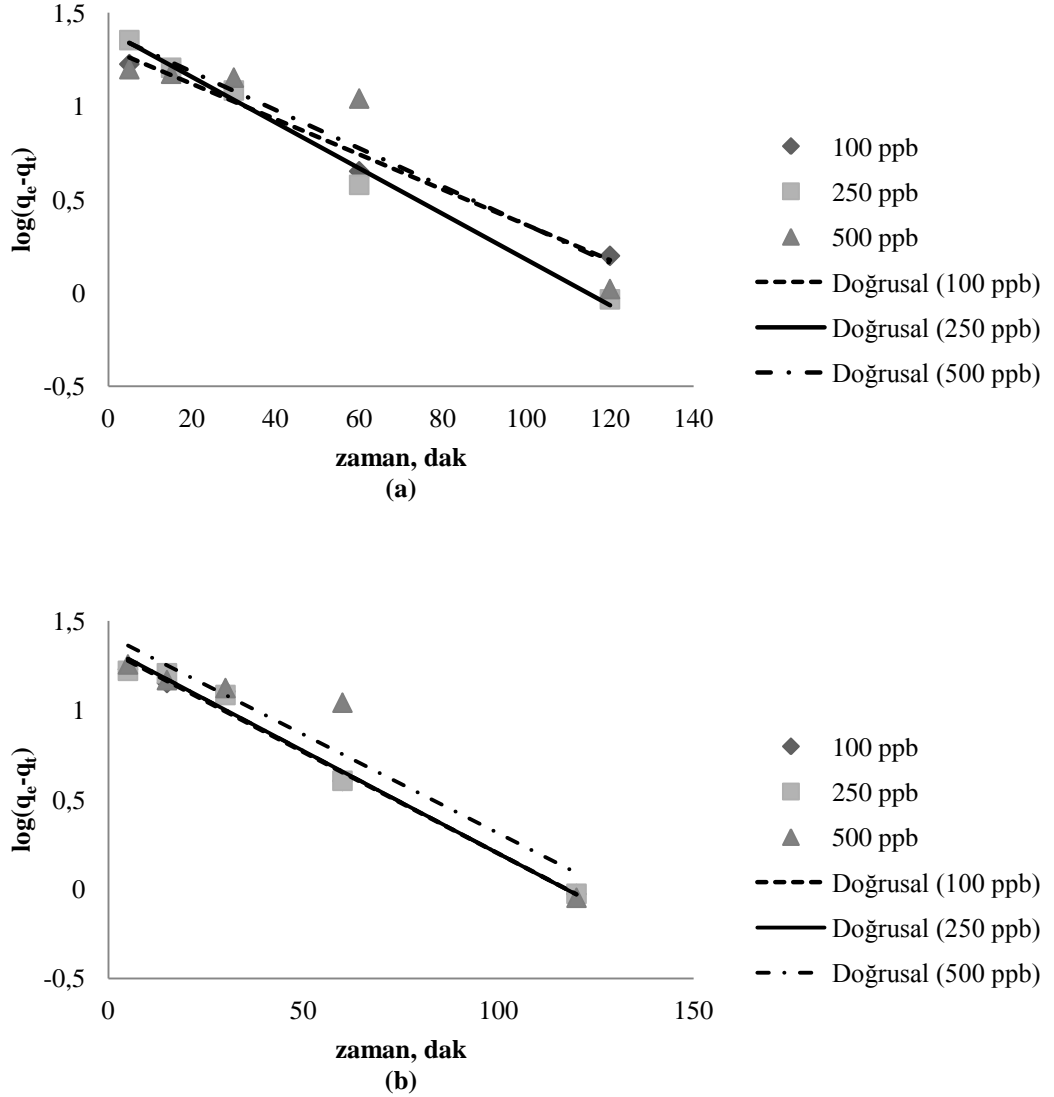 1,5
1
0,5
0
-0,5
log(qe-qt)
0 20 40 60 80 100 120 140
zaman, dak
(a)
100 ppb
250 ppb
500 ppb
Doğrusal (100 ppb)
Doğrusal (250 ppb)
Doğrusal (500 ppb)
1,5
1
0,5
0
-0,5
log(qe-qt)
0 50 100 150
zaman, dak
(b)
100 ppb
250 ppb
500 ppb
Doğrusal (100 ppb)
Doğrusal (250 ppb)
Doğrusal (500 ppb)